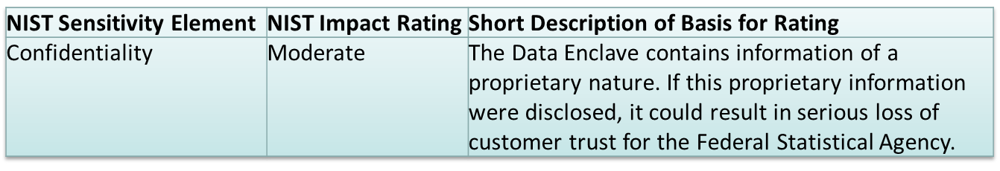 NIST Sensitivity Element NIST Impact Rating Short Description of Basis for Rating
Confidentiality Moderate The Data Enclave contains information of a
proprietary nature. If this proprietary information
were disclosed, it could result in serious loss of
customer trust for the Federal Statistical Agency.